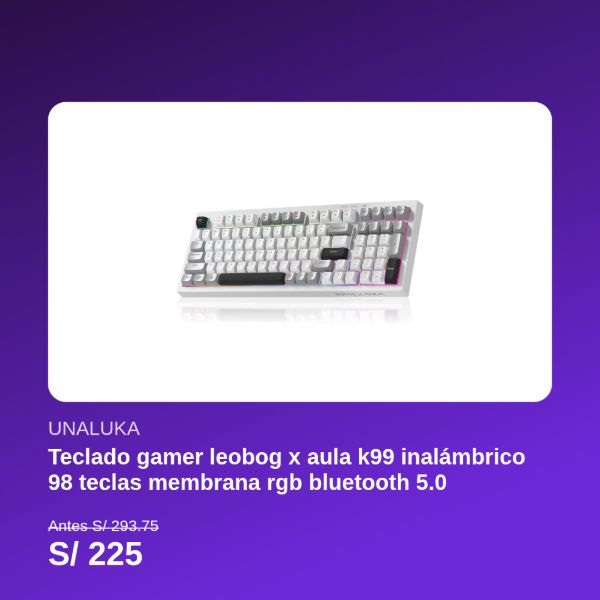 UNALUKA
Teclado gamer leobog x aula k99 inalámbrico
98 teclas membrana rgb bluetooth 5.0
Antes S/ 293.75
S/ 225